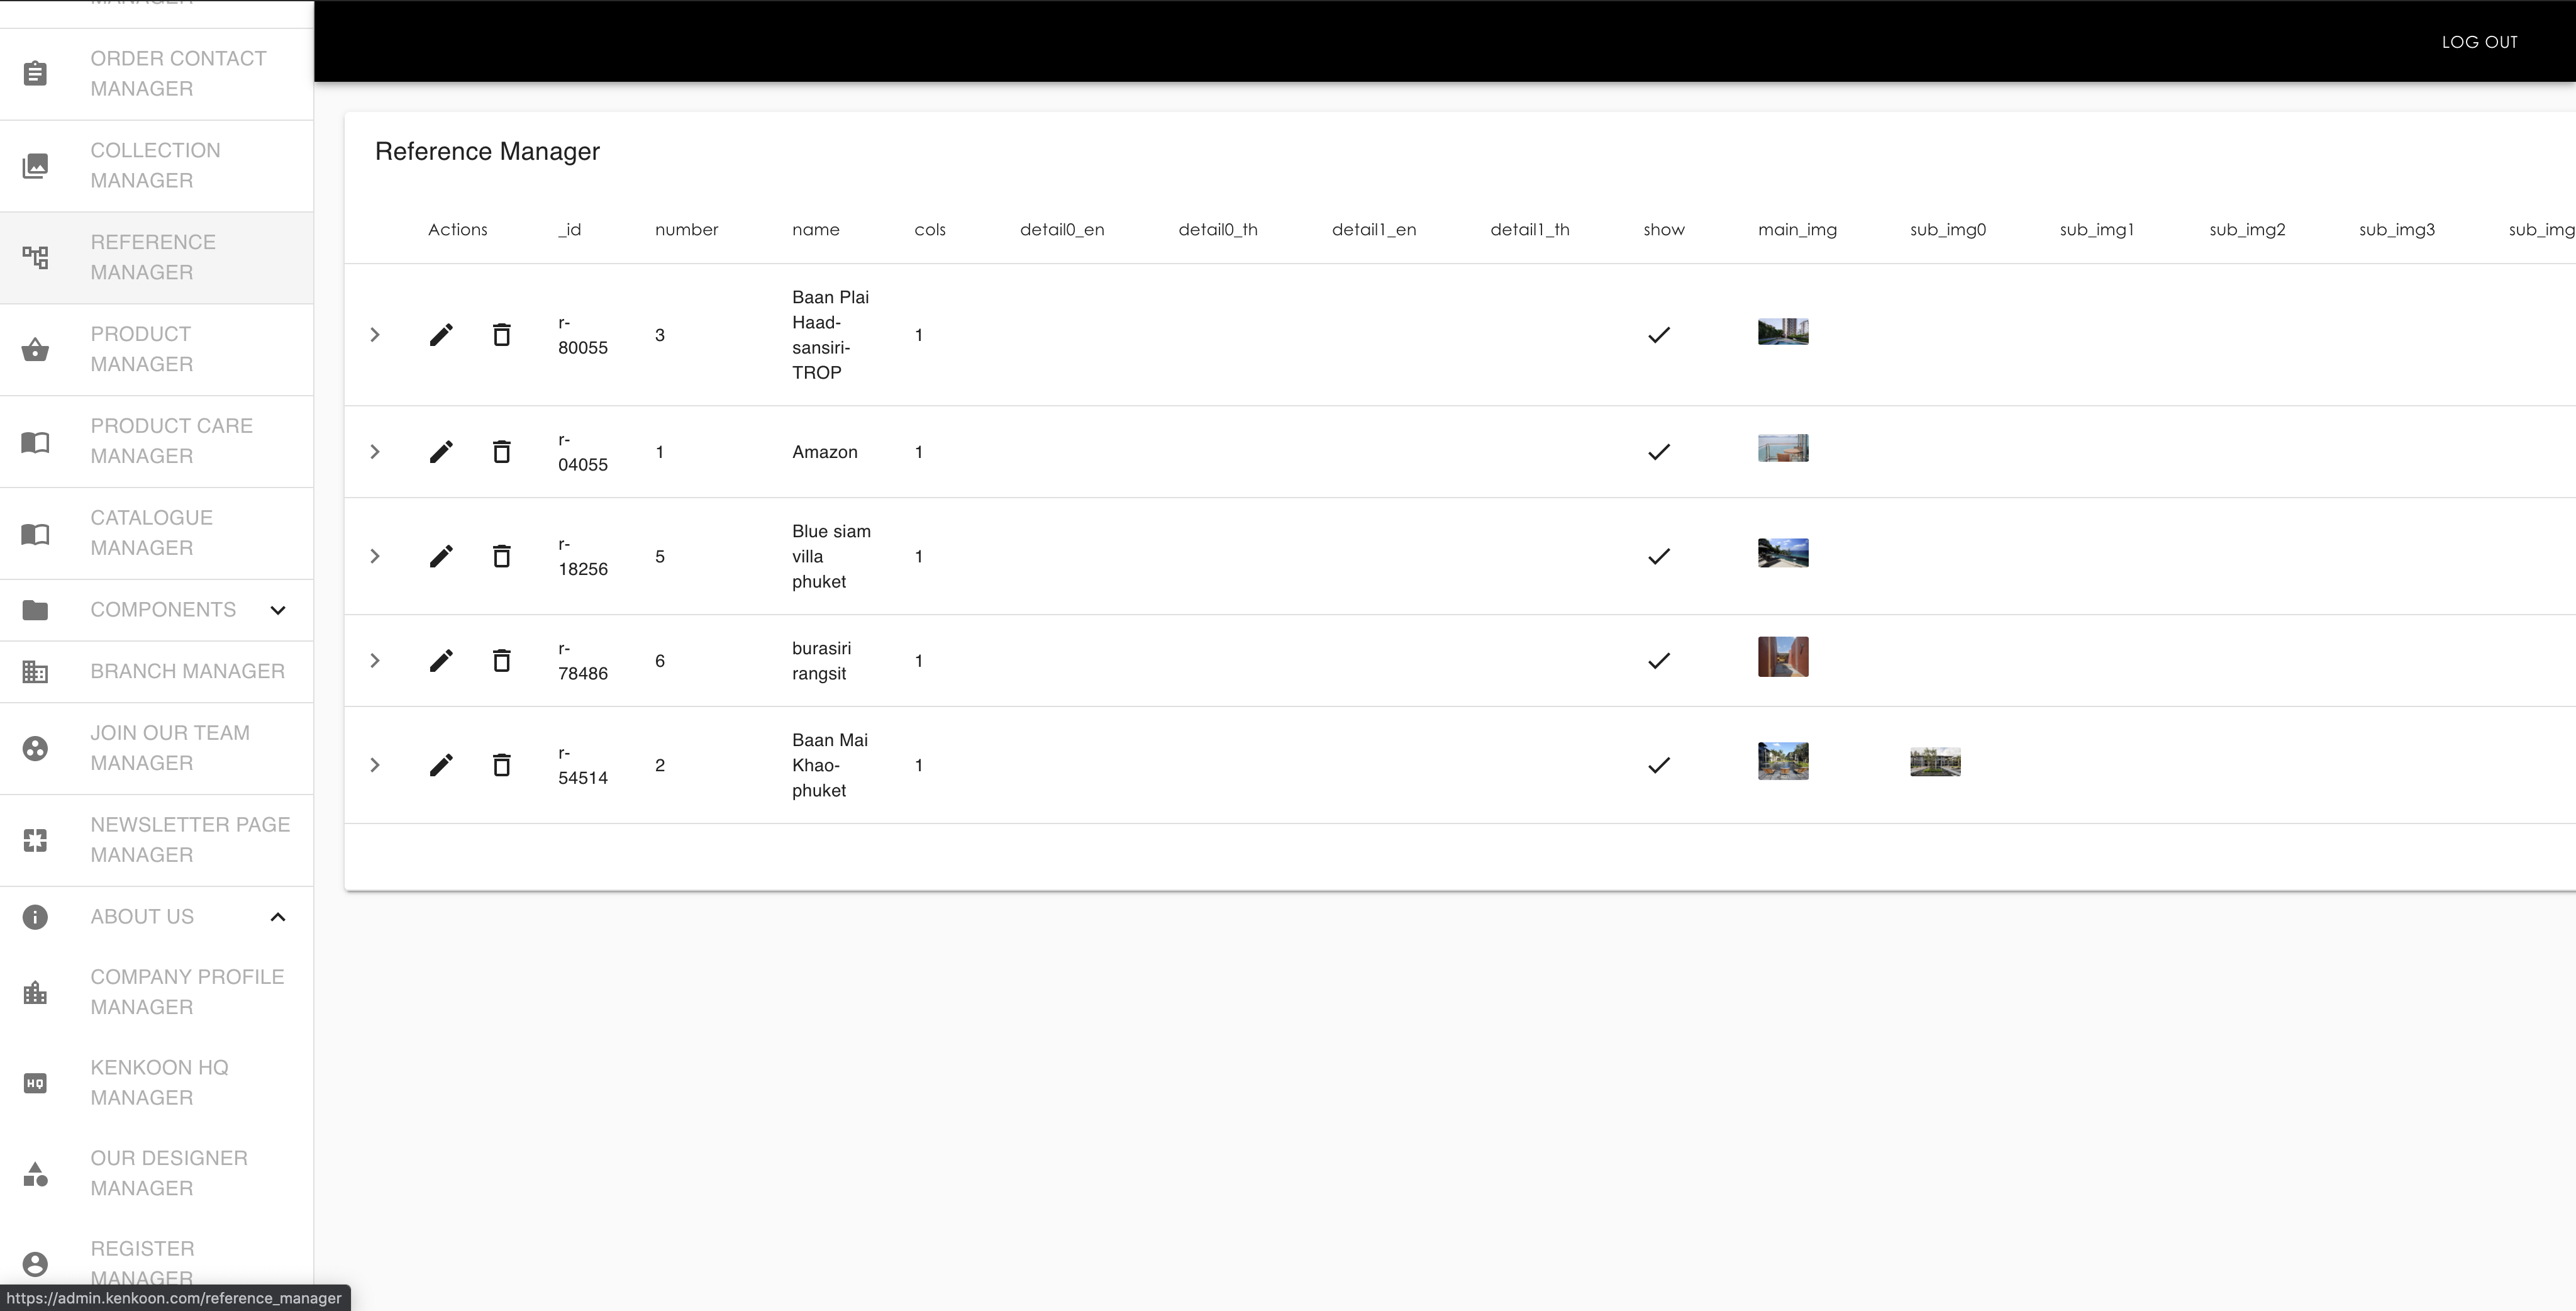 LOG OUT
ORDER CONTACT
MANAGER
COLLECTION
MANAGER
REFERENCE
MANAGER
PRODUCT
MANAGER
PRODUCT CARE
MANAGER
CATALOGUE
MANAGER
COMPONENTS
BRANCH MANAGER
JOIN OUR TEAM
MANAGER
NEWSLETTER PAGE
MANAGER
ABOUT US
COMPANY PROFILE
MANAGER
HQ
KENKOON HQ
MANAGER
OUR DESIGNER
MANAGER
REGISTER
MANAGER
https://admin.kenkoon.com/reference_manager
Reference Manager
Actions _id number name cols detail0_en detail0_th detail1_en detail1_th show main_img sub_img0 sub_img1 sub_img2 sub_img3 sub_img
r-
80055
3
Baan Plai
Haad-
sansiri-
TROP
1
r-
04055
1
Amazon
1
r-
18256
5
Blue siam
villa
phuket
1
r-
78486
6
burasiri
rangsit
1
r-
54514
2
Baan Mai
Khao-
phuket
1